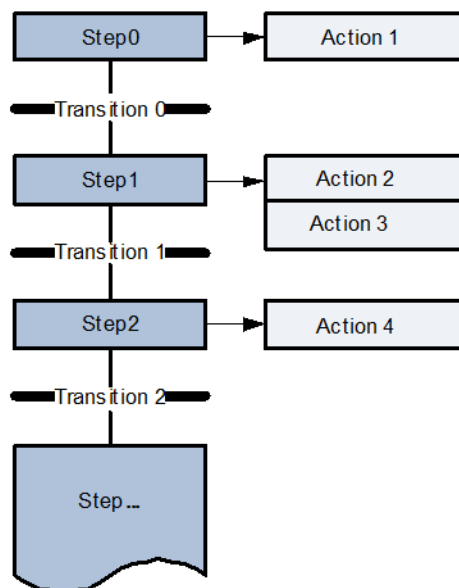 Step0
Action 1
Transition 0
Step1
Action 2
Action 3
Transition 1
Step2
Action 4
Transition 2
Step...